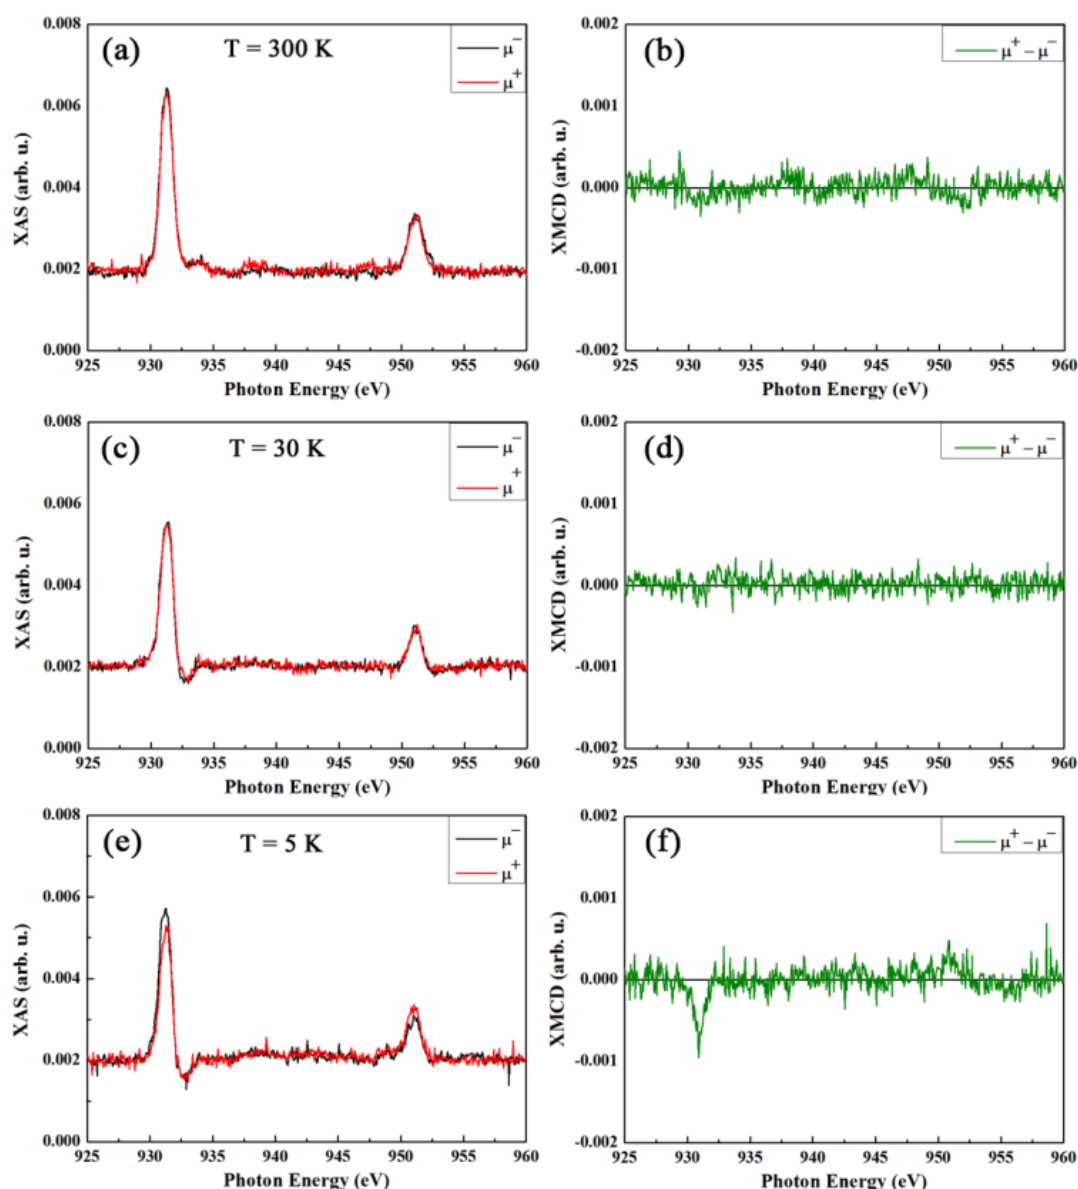 (a) T = 300 K
μ⁻
μ⁺
XAS (arb. u.)
0.008
0.006
0.004
0.002
0.000
925 930 935 940 945 950 955 960
Photon Energy (eV)
(b)
μ⁺ – μ⁻
XMCD (arb. u.)
0.002
0.001
0.000
-0.001
-0.002
925 930 935 940 945 950 955 960
Photon Energy (eV)
(c) T = 30 K
μ⁻
μ⁺
XAS (arb. u.)
0.008
0.006
0.004
0.002
0.000
925 930 935 940 945 950 955 960
Photon Energy (eV)
(d)
μ⁺ – μ⁻
XMCD (arb. u.)
0.002
0.001
0.000
-0.001
-0.002
925 930 935 940 945 950 955 960
Photon Energy (eV)
(e) T = 5 K
μ⁻
μ⁺
XAS (arb. u.)
0.008
0.006
0.004
0.002
0.000
925 930 935 940 945 950 955 960
Photon Energy (eV)
(f)
μ⁺ – μ⁻
XMCD (arb. u.)
0.002
0.001
0.000
-0.001
-0.002
925 930 935 940 945 950 955 960
Photon Energy (eV)